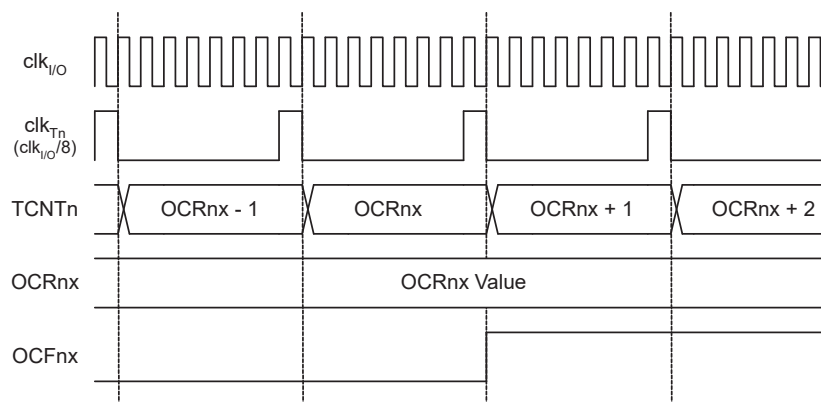 clkI/O
clkTn
(clkI/O/8)
TCNTn OCRnx - 1 OCRnx OCRnx + 1 OCRnx + 2
OCRnx OCRnx Value
OCFnx